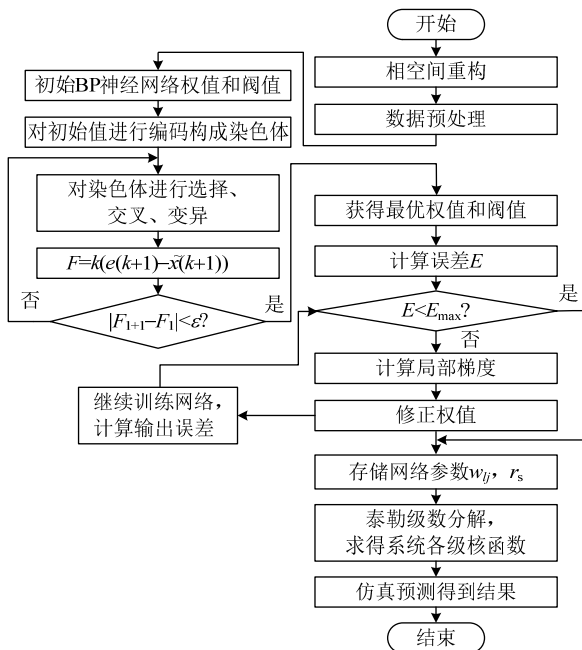 开始
相空间重构
数据预处理
初始BP神经网络权值和阀值
对初始值进行编码构成染色体
对染色体进行选择、
交叉、变异
F=k(e(k+1)−x̃(k+1))
|F₁₊₁−F₁|<ε?
否
是
获得最优权值和阀值
计算误差E
E<Eₘₐₓ?
是
否
计算局部梯度
修正权值
继续训练网络，
计算输出误差
存储网络参数w_lj，r_s
泰勒级数分解，
求得系统各级核函数
仿真预测得到结果
结束